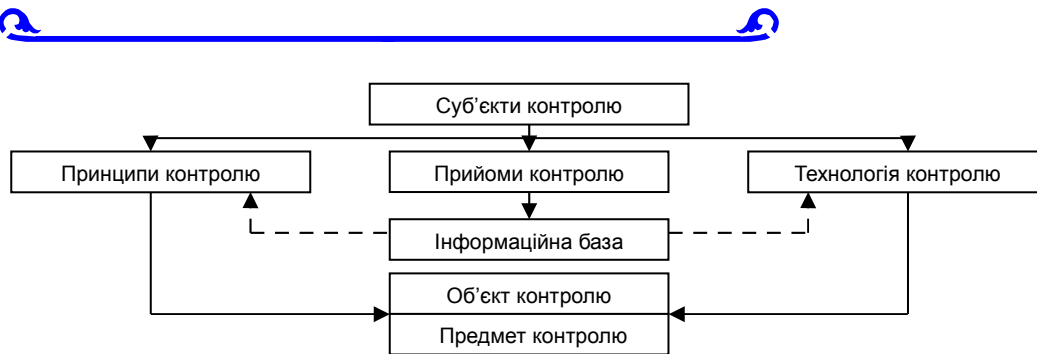 Суб’єкти контролю
Принципи контролю
Прийоми контролю
Технологія контролю
Інформаційна база
Об’єкт контролю
Предмет контролю